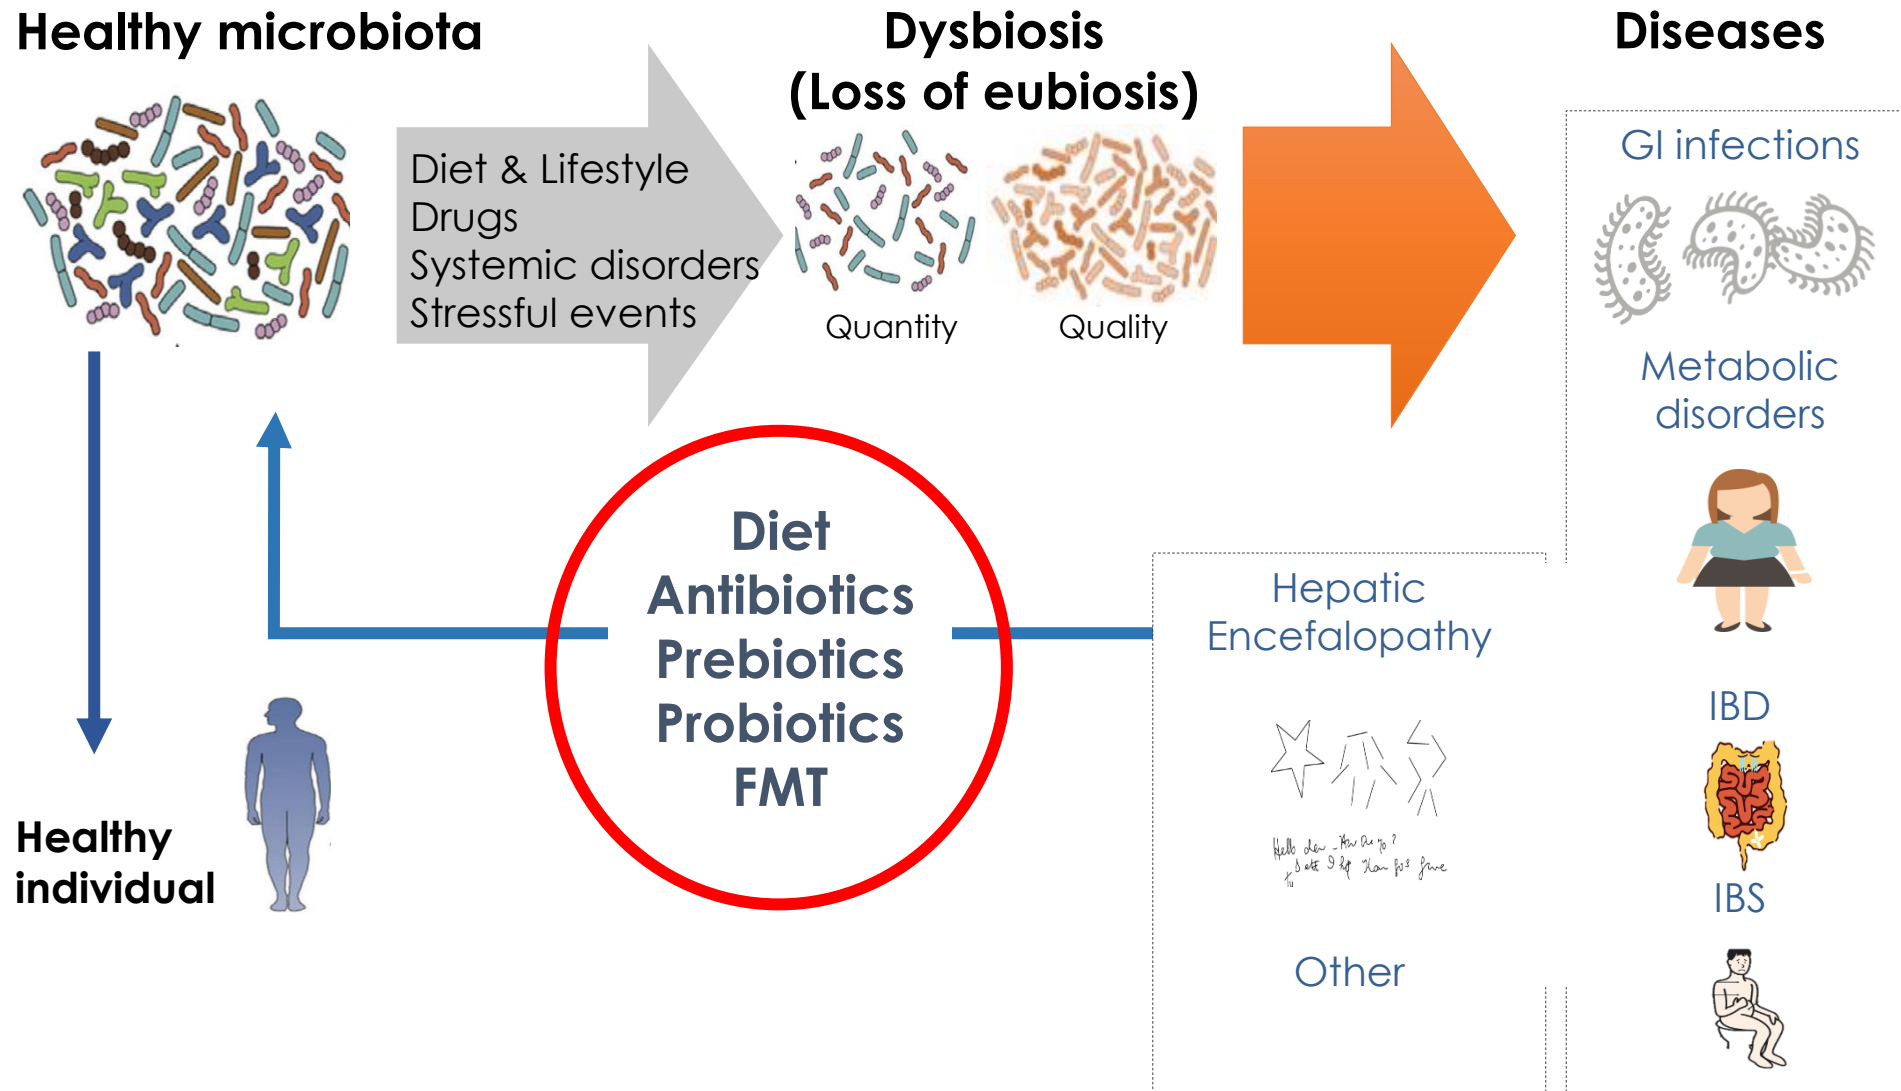 Healthy microbiota
Diet & Lifestyle
Drugs
Systemic disorders
Stressful events
Dysbiosis
(Loss of eubiosis)
Quantity
Quality
Diseases
GI infections
Metabolic
disorders
IBD
IBS
Hepatic
Encefalopathy
Hello
Other
Diet
Antibiotics
Prebiotics
Probiotics
FMT
Healthy
individual